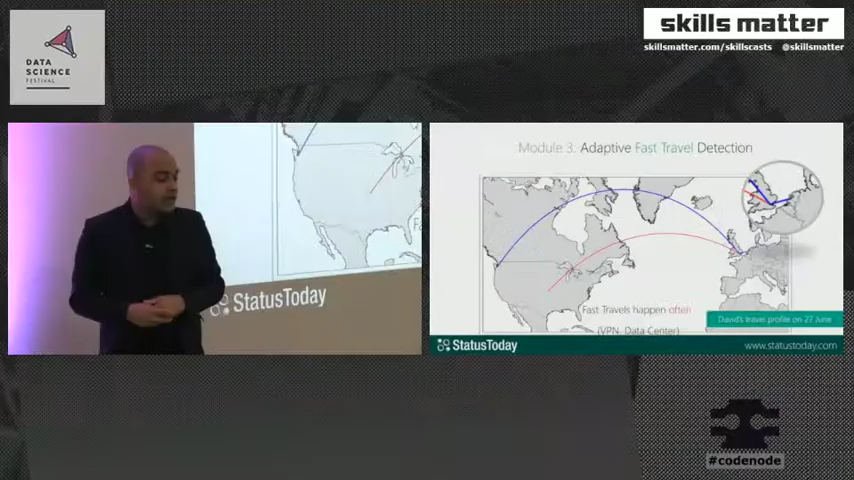 DATA
SCIENCE
FESTIVAL
skills matter
skillsmatter.com/skillscasts @skillsmatter
StatusToday
Module 3: Adaptive Fast Travel Detection
Fast Travels happen often
(VPN, Data Center)
David's travel profile on 27 June
StatusToday
www.statustoday.com
#codenode